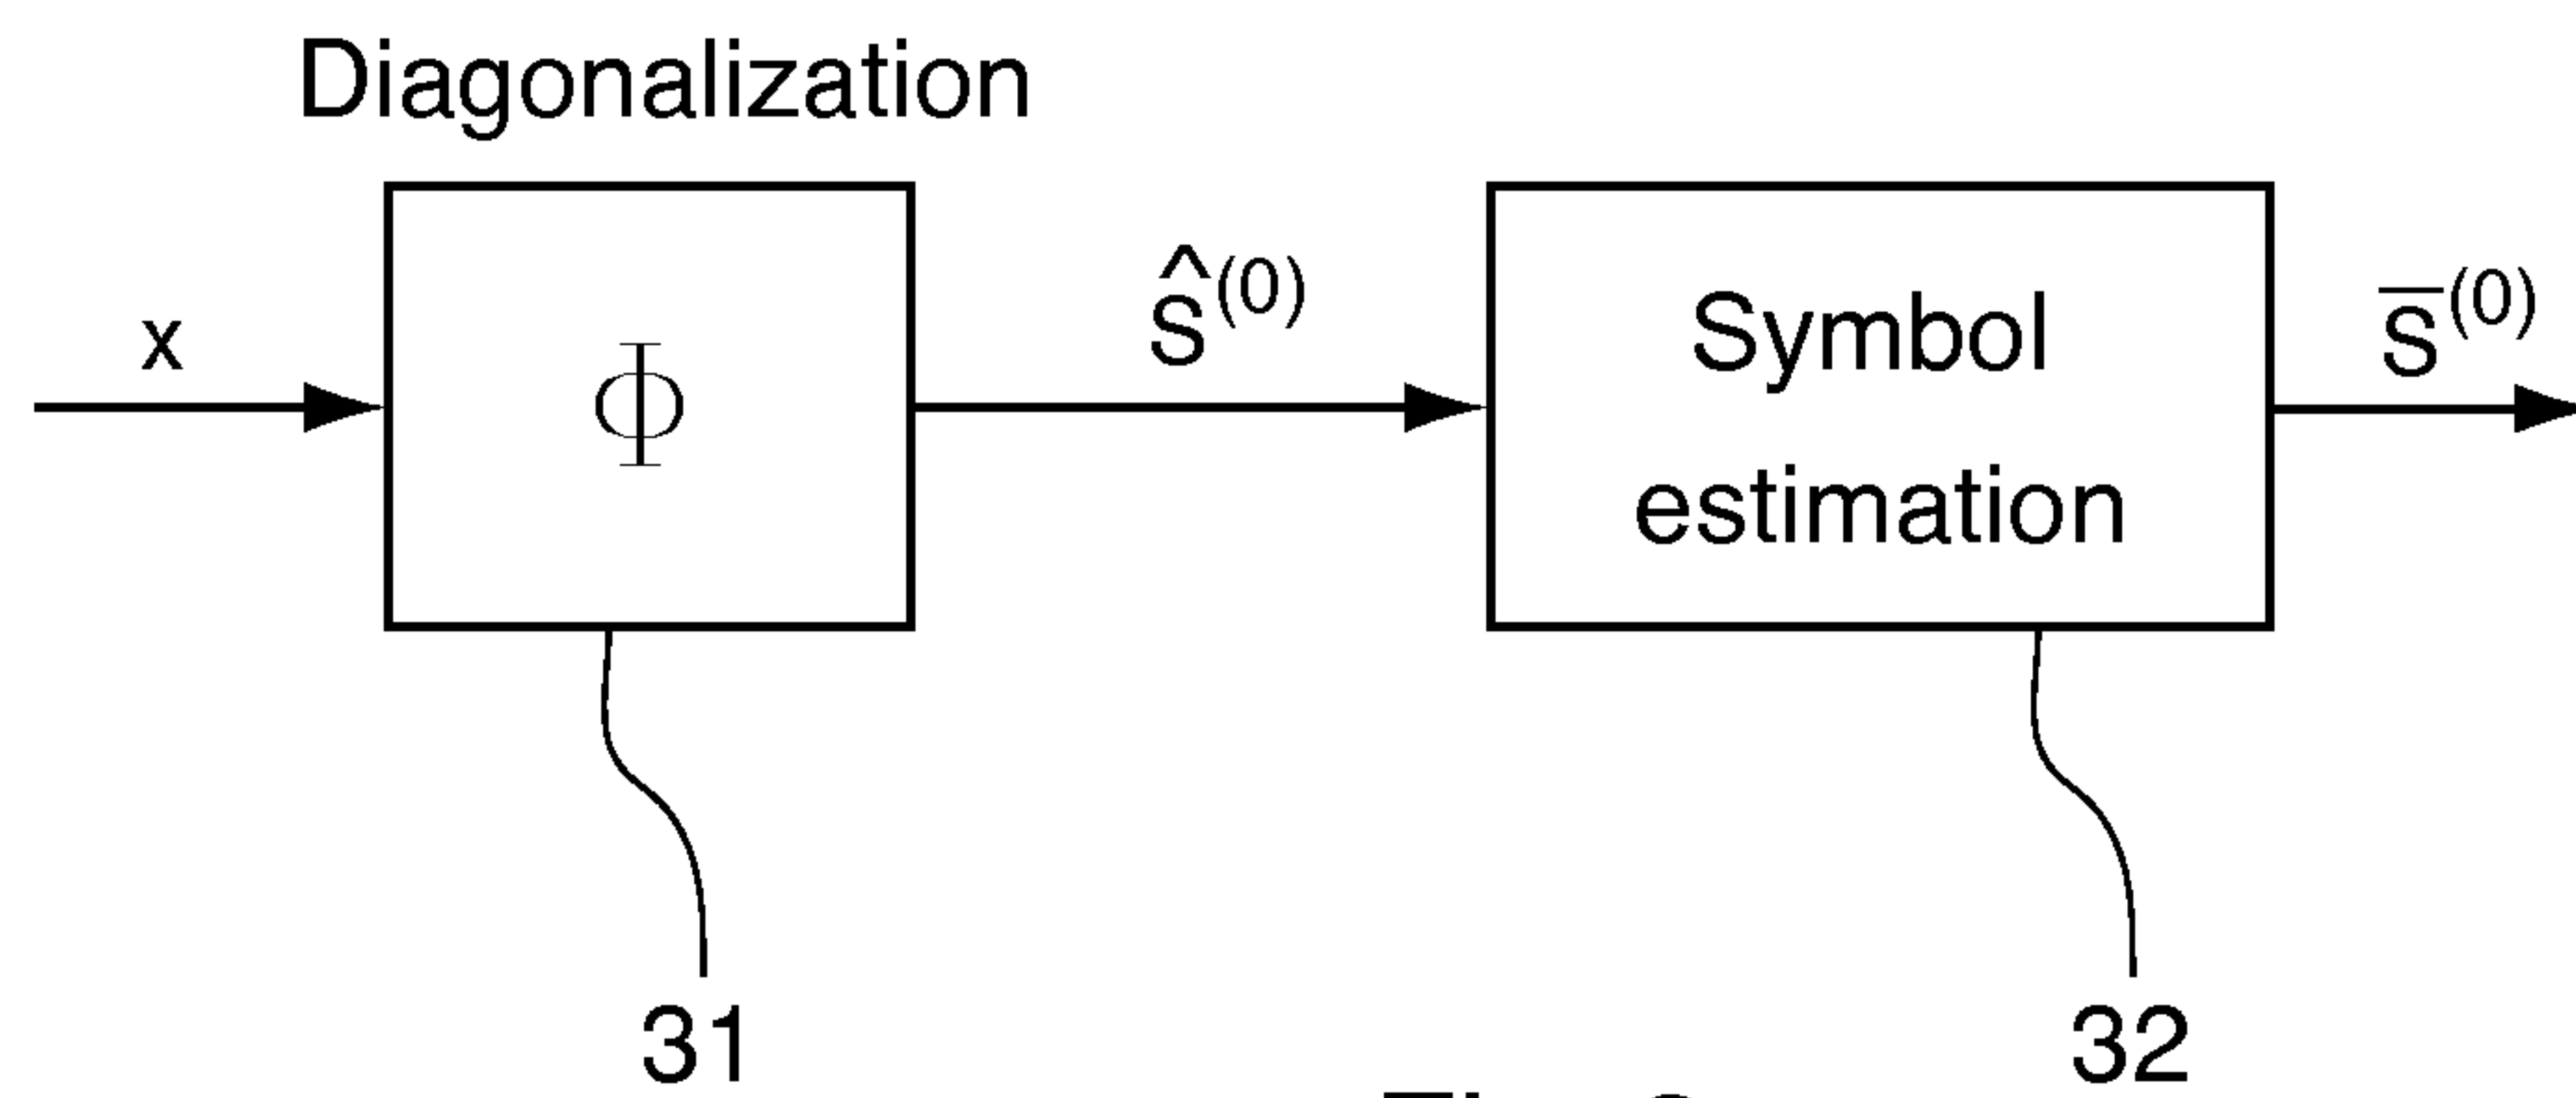 Diagonalization
x
Φ
ŝ⁽⁰⁾
Symbol
estimation
s̅⁽⁰⁾
31
32